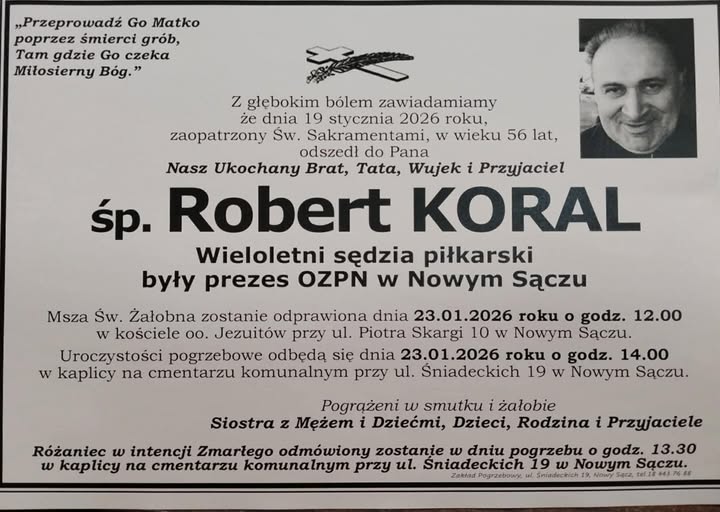 „Przeprowadź Go Matko
poprzez śmierci grób,
Tam gdzie Go czeka
Miłosierny Bóg.”
Z głębokim bólem zawiadamiamy
że dnia 19 stycznia 2026 roku,
zaopatrzony Św. Sakramentami, w wieku 56 lat,
odszedł do Pana
Nasz Ukochany Brat, Tata, Wujek i Przyjaciel
śp. Robert KORAL
Wieloletni sędzia piłkarski
były prezes OZPN w Nowym Sączu
Msza Św. Żałobna zostanie odprawiona dnia 23.01.2026 roku o godz. 12.00
w kościele oo. Jezuitów przy ul. Piotra Skargi 10 w Nowym Sączu.
Uroczystości pogrzebowe odbędą się dnia 23.01.2026 roku o godz. 14.00
w kaplicy na cmentarzu komunalnym przy ul. Śniadeckich 19 w Nowym Sączu.
Pogrążeni w smutku i żałobie
Siostra z Mężem i Dziećmi, Dzieci, Rodzina i Przyjaciele
Różaniec w intencji Zmarłego odmówiony zostanie w dniu pogrzebu o godz. 13.30
w kaplicy na cmentarzu komunalnym przy ul. Śniadeckich 19 w Nowym Sączu.
Zakład Pogrzebowy, ul. Śniadeckich 19, Nowy Sącz, tel.18 443 76 88